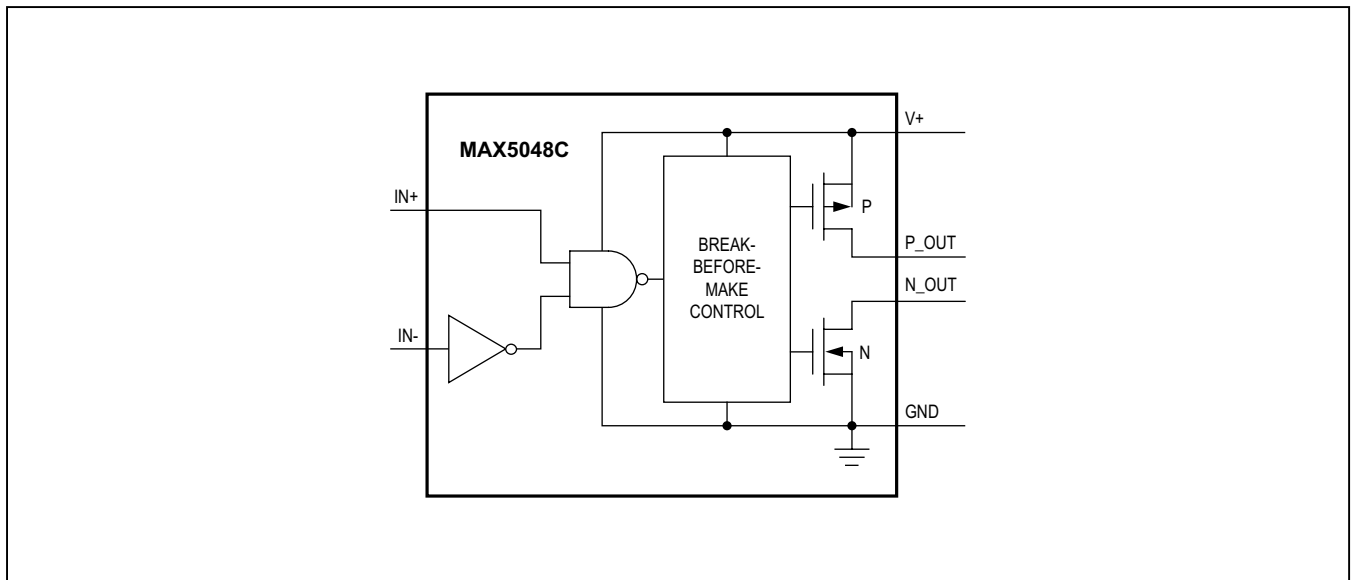 MAX5048C
V+
IN+
P
P_OUT
BREAK-
BEFORE-
MAKE
CONTROL
N_OUT
IN-
N
GND